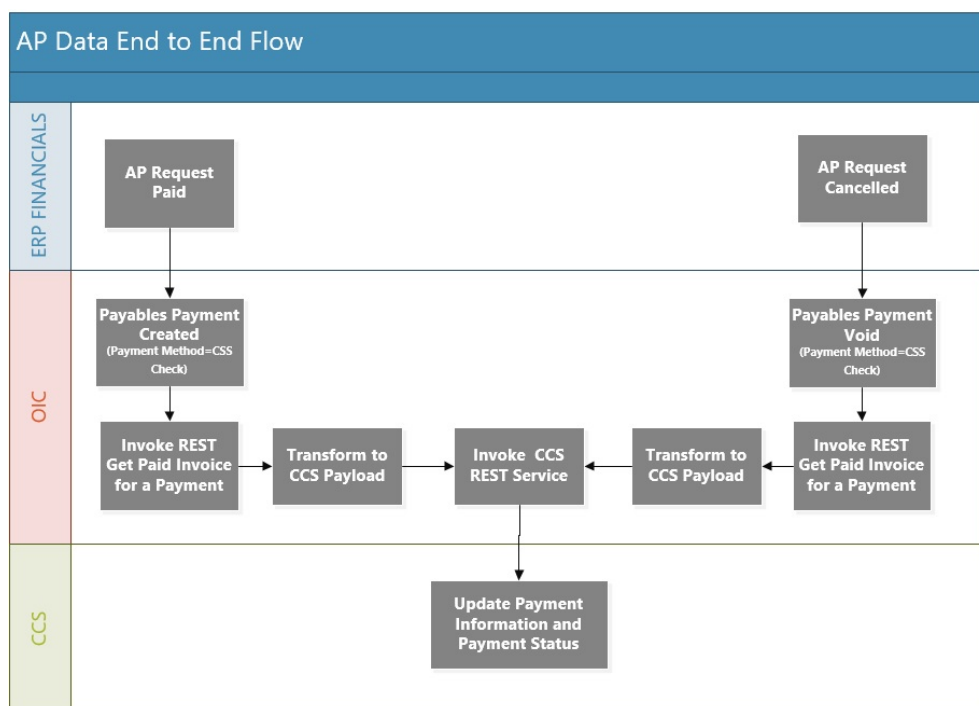 AP Data End to End Flow
ERP FINANCIALS
AP Request
Paid
AP Request
Cancelled
OIC
Payables Payment
Created
(Payment Method=CSS
Check)
Payables Payment
Void
(Payment Method=CSS
Check)
Invoke REST
Get Paid Invoice
for a Payment
Transform to
CCS Payload
Invoke CCS
REST Service
Transform to
CCS Payload
Invoke REST
Get Paid Invoice
for a Payment
CCS
Update Payment
Information and
Payment Status